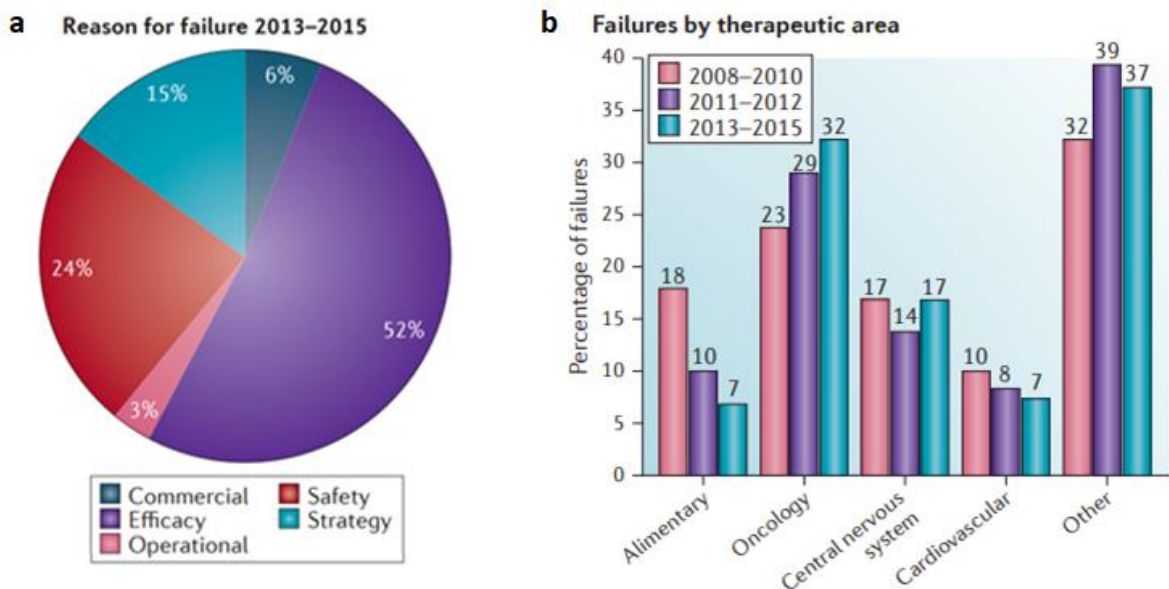 a Reason for failure 2013–2015
6%
15%
24%
52%
3%
Commercial
Safety
Efficacy
Strategy
Operational
b Failures by therapeutic area
2008–2010
2011–2012
2013–2015
Percentage of failures
40
35
30
25
20
15
10
5
0
18
10
7
23
29
32
17
14
17
10
8
7
32
39
37
Alimentary
Oncology
Central nervous
system
Cardiovascular
Other